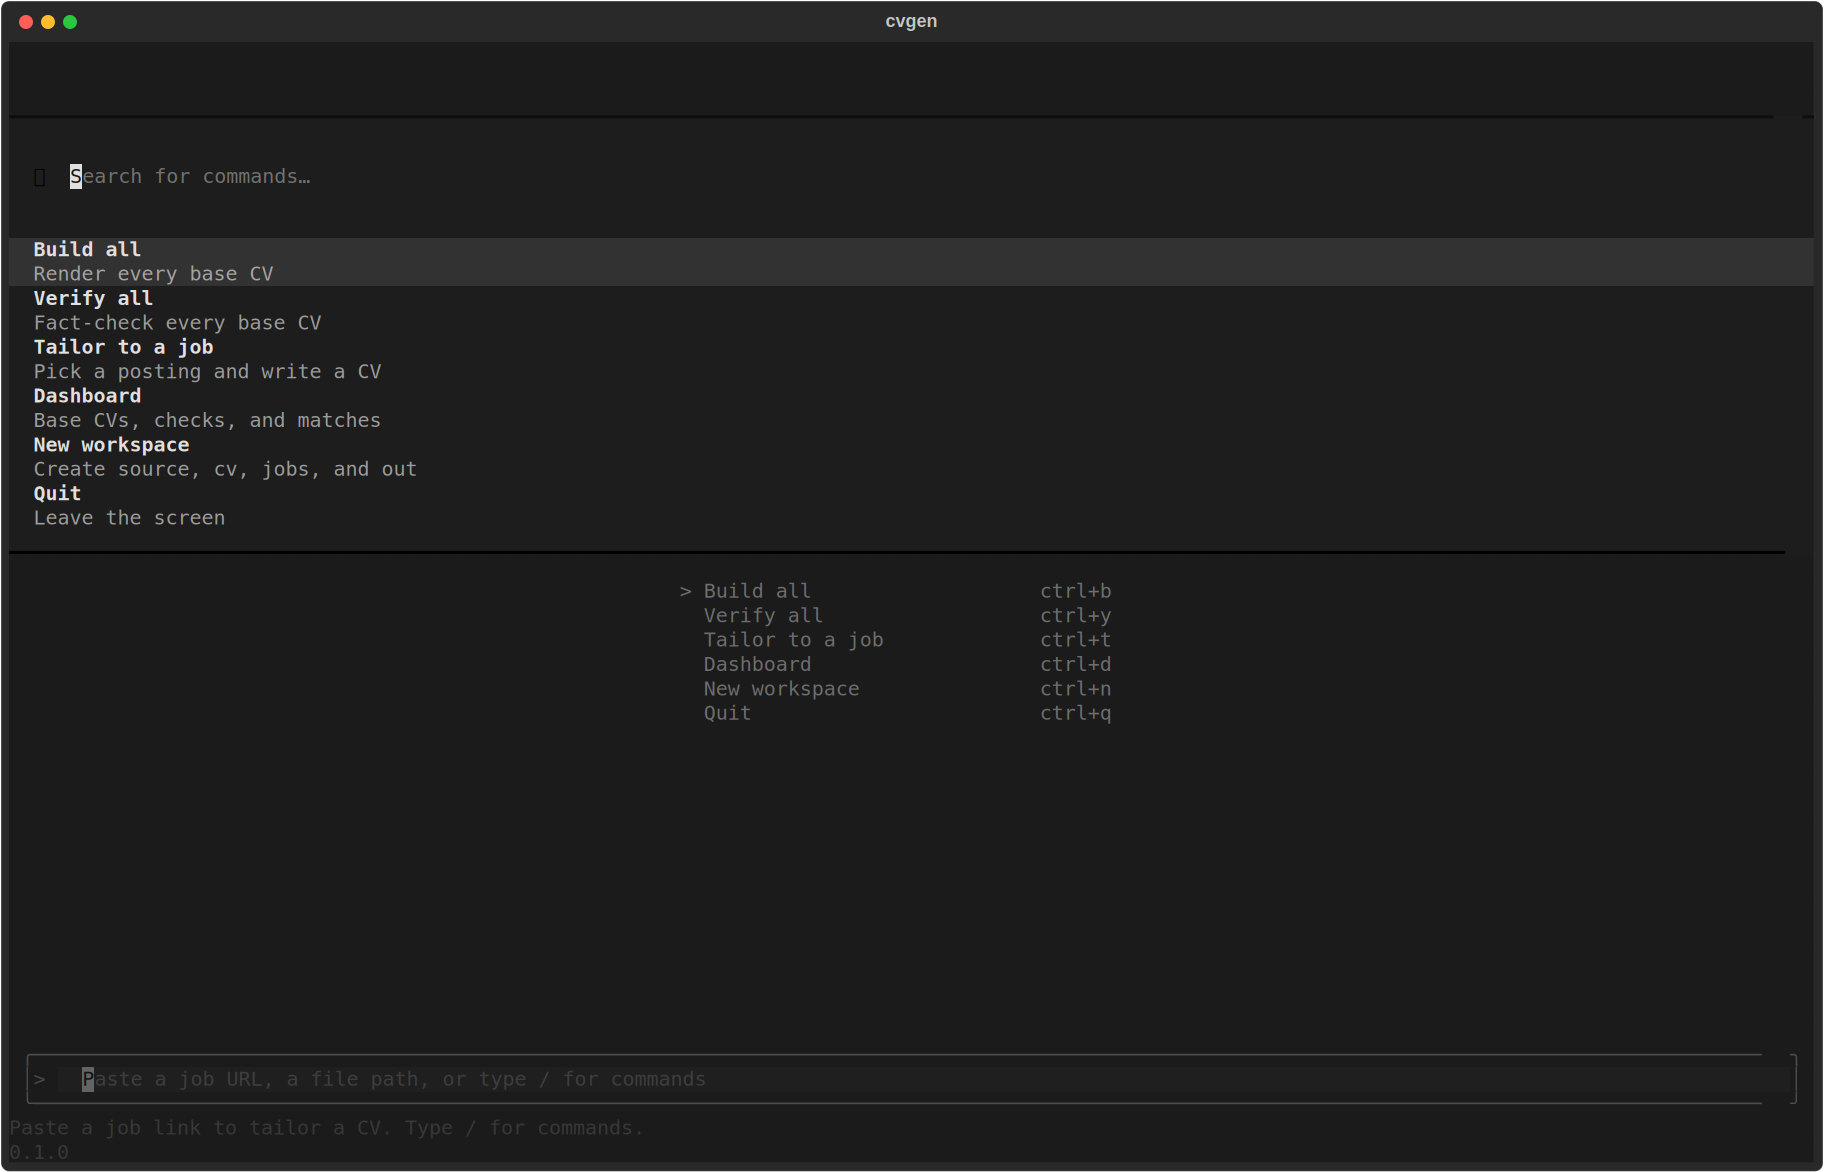 cvgen
Search for commands…
Build all
Render every base CV
Verify all
Fact-check every base CV
Tailor to a job
Pick a posting and write a CV
Dashboard
Base CVs, checks, and matches
New workspace
Create source, cv, jobs, and out
Quit
Leave the screen
> Build all ctrl+b
Verify all ctrl+y
Tailor to a job ctrl+t
Dashboard ctrl+d
New workspace ctrl+n
Quit ctrl+q
> Paste a job URL, a file path, or type / for commands
Paste a job link to tailor a CV. Type / for commands.
0.1.0